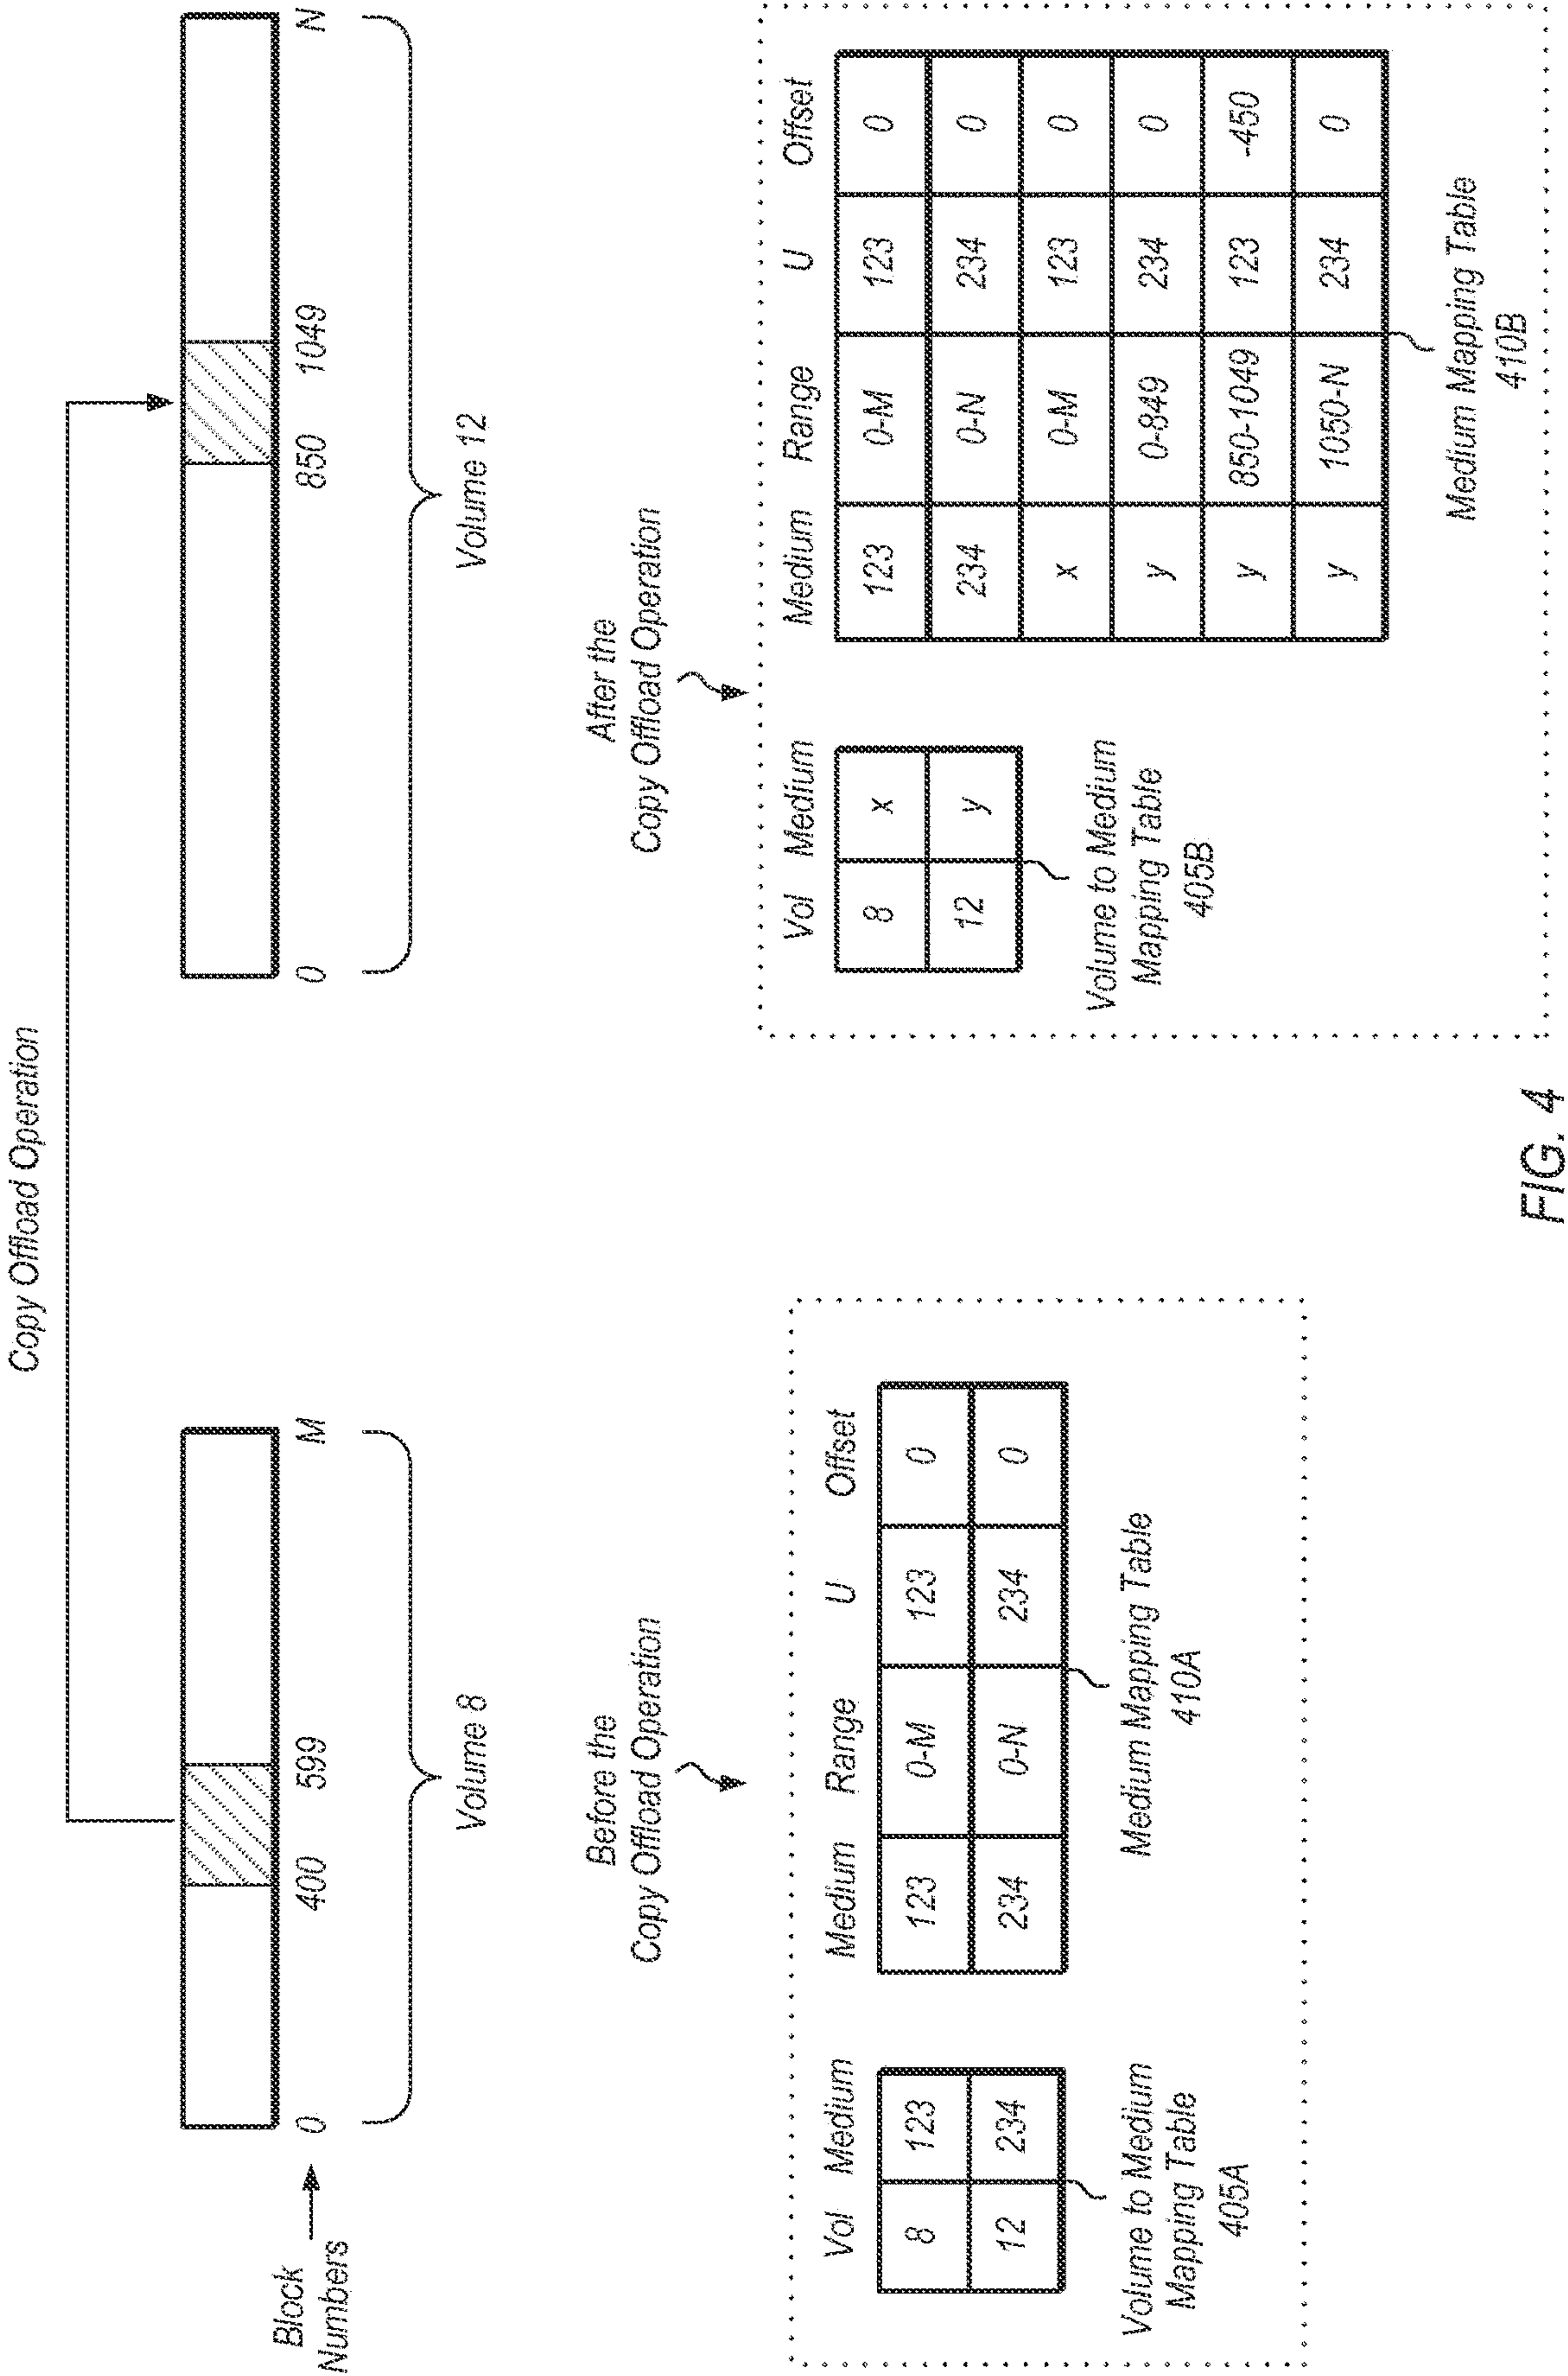 Copy Offload Operation
Block
Numbers
0 400 599 M
Volume 8
0 850 1049 N
Volume 12
Before the
Copy Offload Operation
Vol Medium
8 123
12 234
Volume to Medium
Mapping Table
405A
Medium Range U Offset
123 0-M 123 0
234 0-N 234 0
Medium Mapping Table
410A
After the
Copy Offload Operation
Vol Medium
8 x
12 y
Volume to Medium
Mapping Table
405B
Medium Range U Offset
123 0-M 123 0
234 0-N 234 0
x 0-M 123 0
y 0-849 234 0
y 850-1049 123 -450
y 1050-N 234 0
Medium Mapping Table
410B
FIG. 4